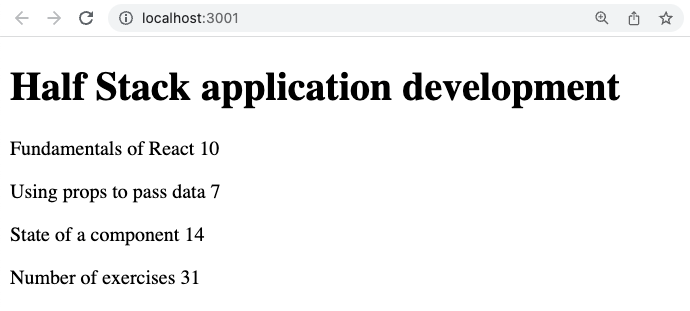 localhost:3001
Half Stack application development
Fundamentals of React 10
Using props to pass data 7
State of a component 14
Number of exercises 31